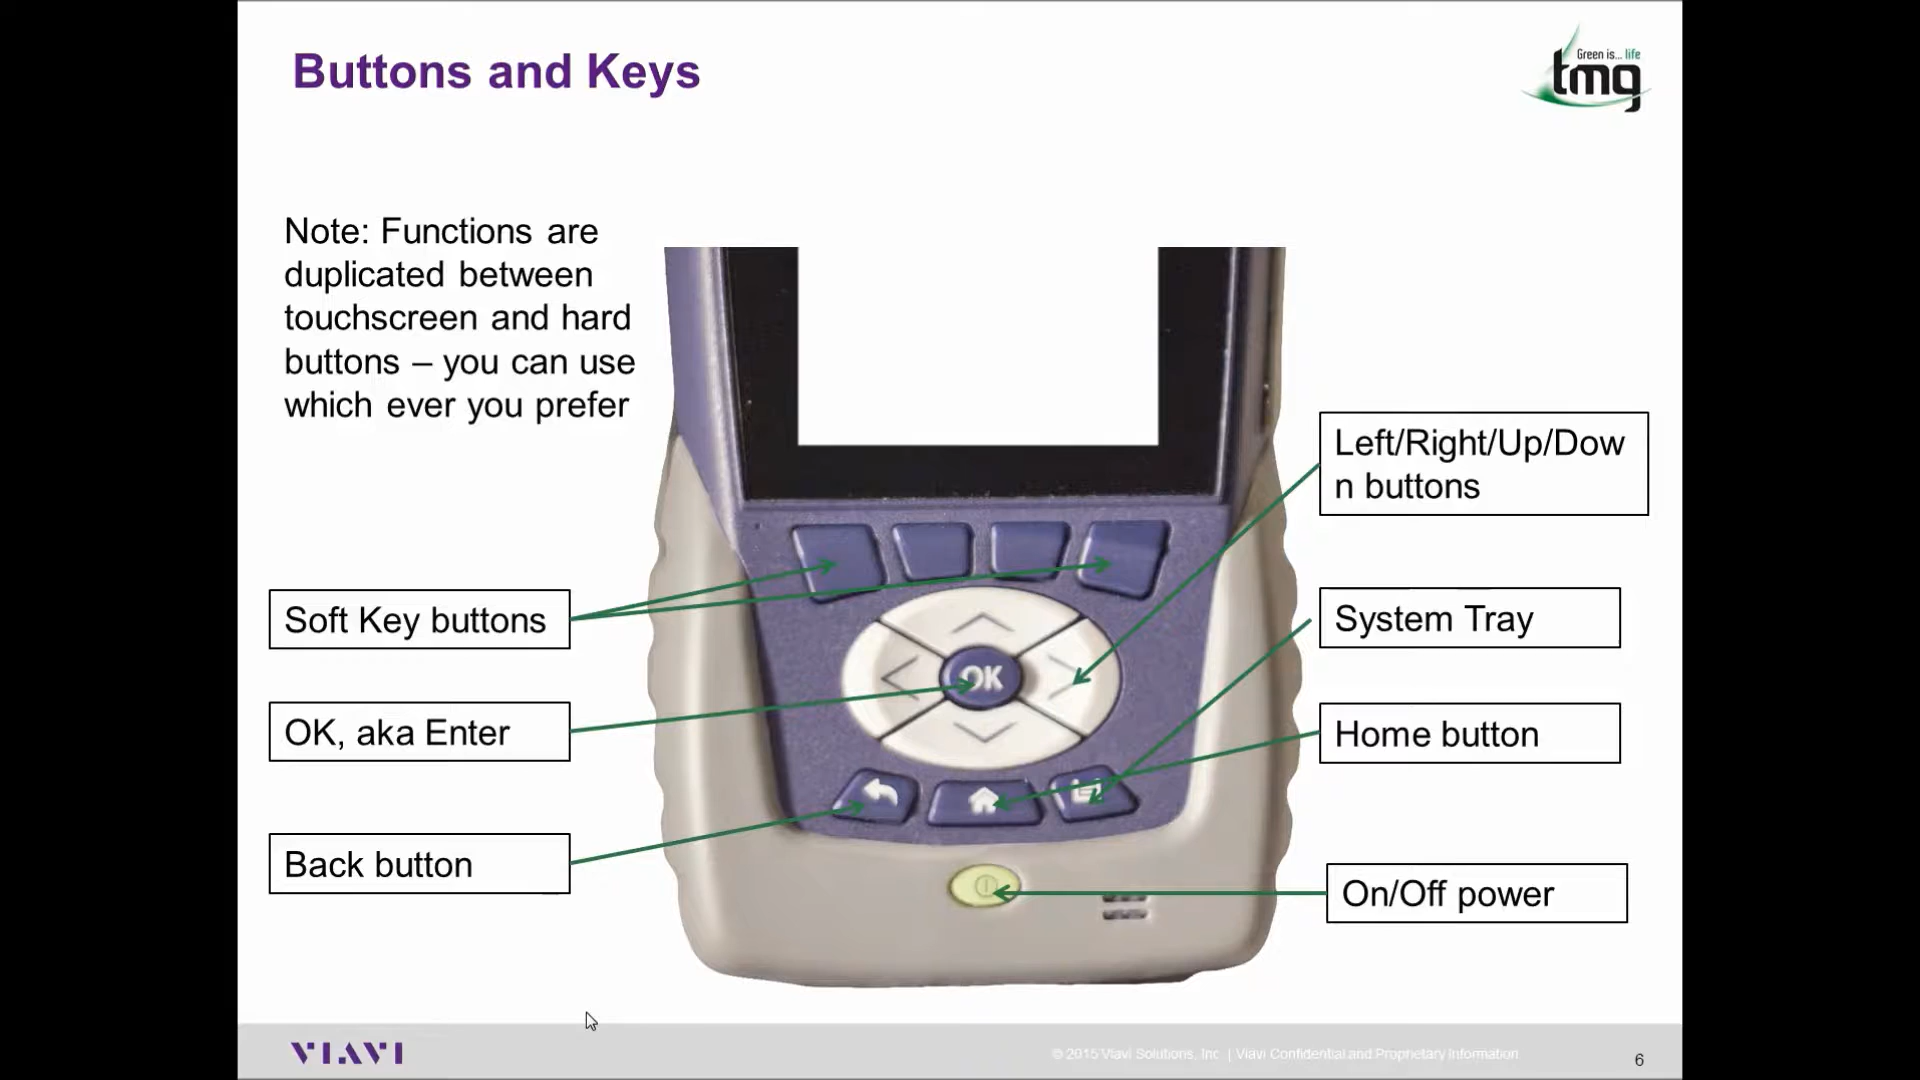 Buttons and Keys
Green is... life
tmg
Note: Functions are
duplicated between
touchscreen and hard
buttons – you can use
which ever you prefer
Left/Right/Up/Dow
n buttons
Soft Key buttons
System Tray
OK
OK, aka Enter
Home button
Back button
On/Off power
VIAVI
© 2015 Viavi Solutions, Inc. | Viavi Confidential and Proprietary Information
6